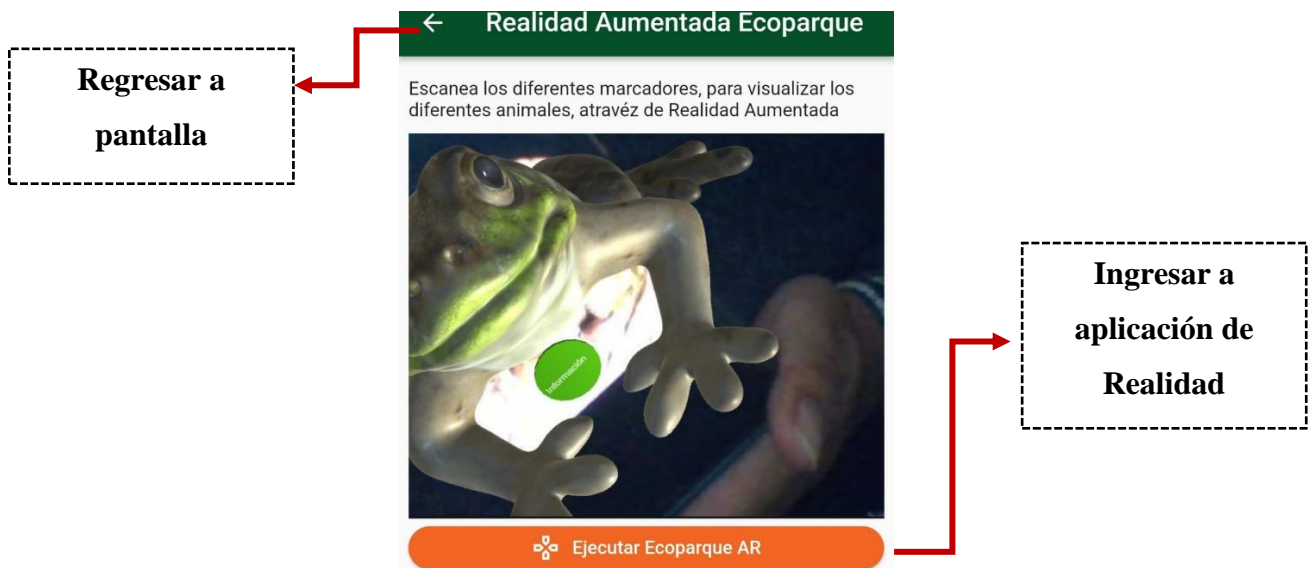 Realidad Aumentada Ecoparque
Regresar a
pantalla
Escanea los diferentes marcadores, para visualizar los
diferentes animales, atravéz de Realidad Aumentada
Información
Ingresar a
aplicación de
Realidad
Ejecutar Ecoparque AR